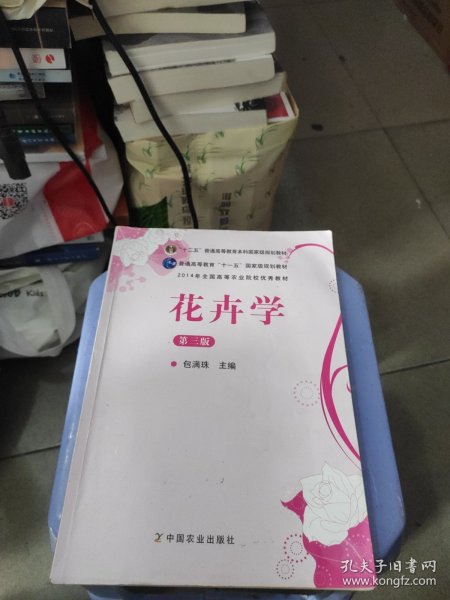 "十二五"普通高等教育本科国家级规划教材
普通高等教育"十一五"国家级规划教材
2014年全国高等农业院校优秀教材
花卉学
第三版
包满珠 主编
中国农业出版社
孔夫子旧书网
www.kongfz.com